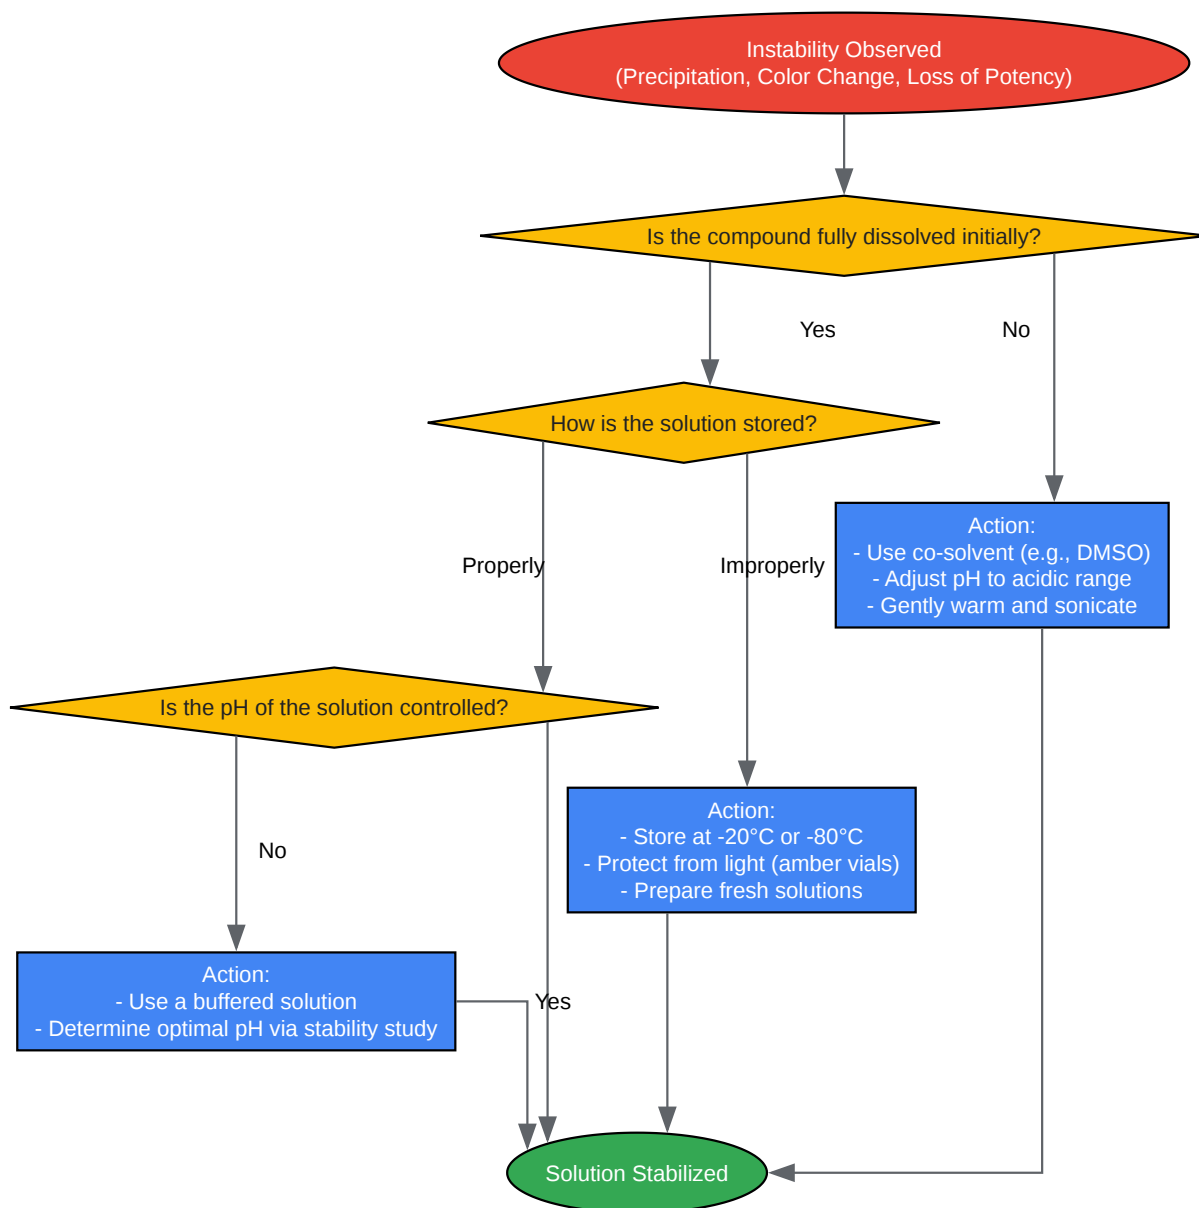 Instability Observed
(Precipitation, Color Change, Loss of Potency)
Is the compound fully dissolved initially?
Yes
No
How is the solution stored?
Action:
- Use co-solvent (e.g., DMSO)
- Adjust pH to acidic range
- Gently warm and sonicate
Properly
Improperly
Is the pH of the solution controlled?
Action:
- Store at -20°C or -80°C
- Protect from light (amber vials)
- Prepare fresh solutions
No
Action:
- Use a buffered solution
- Determine optimal pH via stability study
Yes
Solution Stabilized